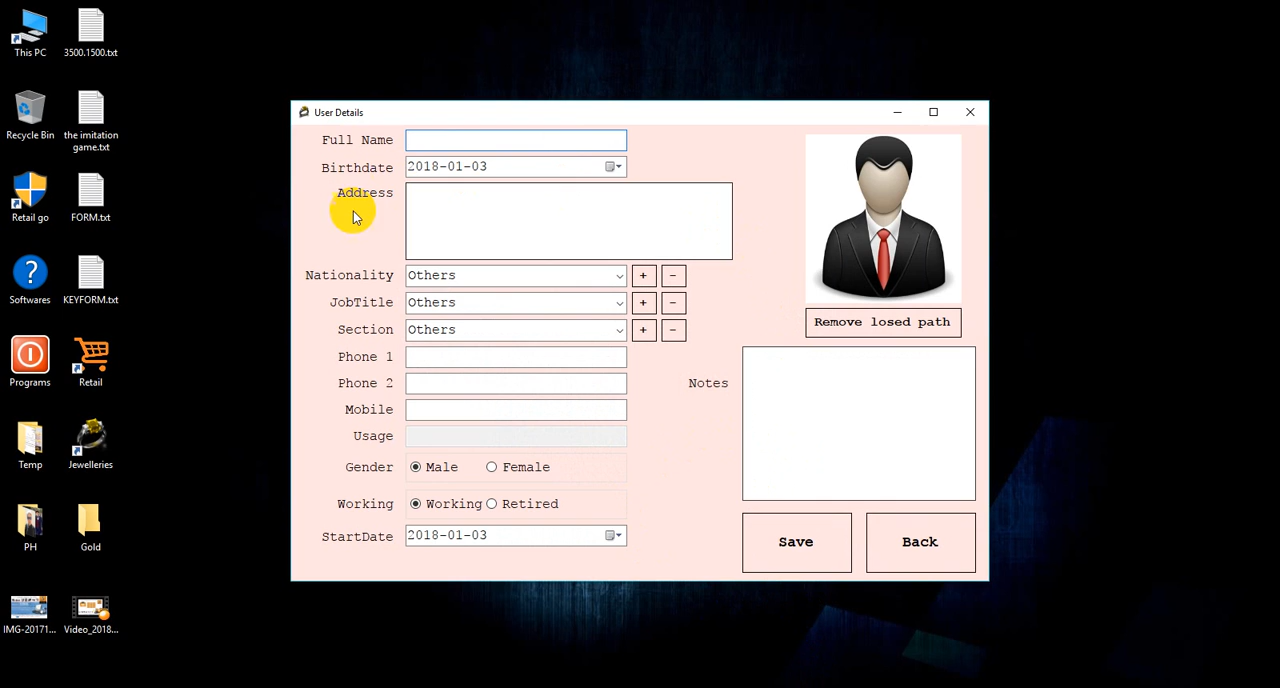 This PC
3500.1500.txt
Recycle Bin
the imitation
game.txt
Retail go
FORM.txt
Softwares
KEYFORM.txt
Programs
Retail
Temp
Jewelleries
PH
Gold
IMG-20171...
Video_2018...
User Details
Full Name
Birthdate
2018-01-03
Address
Nationality
Others
+
-
JobTitle
Others
+
-
Section
Others
+
-
Phone 1
Phone 2
Mobile
Usage
Gender
Male
Female
Working
Working
Retired
StartDate
2018-01-03
Remove losed path
Notes
Save
Back